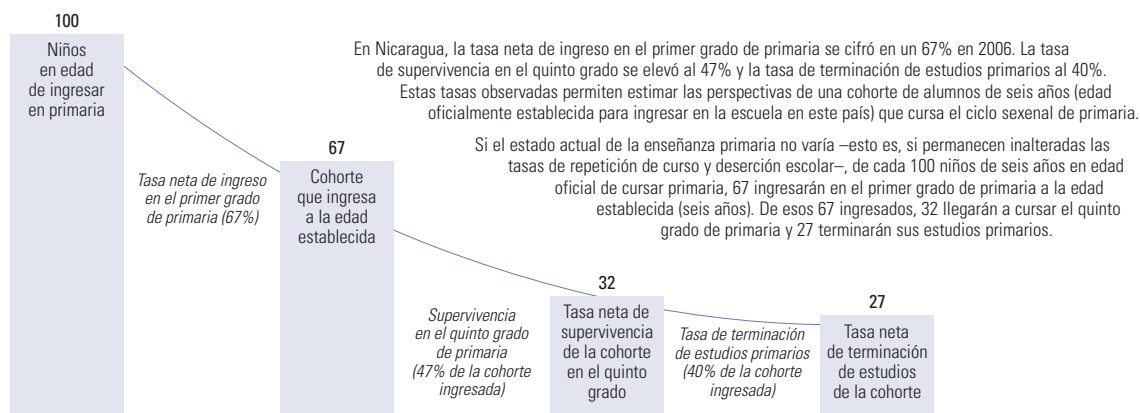 100
Niños
en edad
de ingresar
en primaria
En Nicaragua, la tasa neta de ingreso en el primer grado de primaria se cifró en un 67% en 2006. La tasa
de supervivencia en el quinto grado se elevó al 47% y la tasa de terminación de estudios primarios al 40%.
Estas tasas observadas permiten estimar las perspectivas de una cohorte de alumnos de seis años (edad
oficialmente establecida para ingresar en la escuela en este país) que cursa el ciclo sexenal de primaria.
Si el estado actual de la enseñanza primaria no varía –esto es, si permanecen inalteradas las
tasas de repetición de curso y deserción escolar–, de cada 100 niños de seis años en edad
oficial de cursar primaria, 67 ingresarán en el primer grado de primaria a la edad
establecida (seis años). De esos 67 ingresados, 32 llegarán a cursar el quinto
grado de primaria y 27 terminarán sus estudios primarios.
Tasa neta de ingreso
en el primer grado
de primaria (67%)
67
Cohorte
que ingresa
a la edad
establecida
Supervivencia
en el quinto grado
de primaria
(47% de la cohorte
ingresada)
32
Tasa neta de
supervivencia
de la cohorte
en el quinto
grado
Tasa de terminación
de estudios primarios
(40% de la cohorte
ingresada)
27
Tasa neta
de terminación
de estudios
de la cohorte